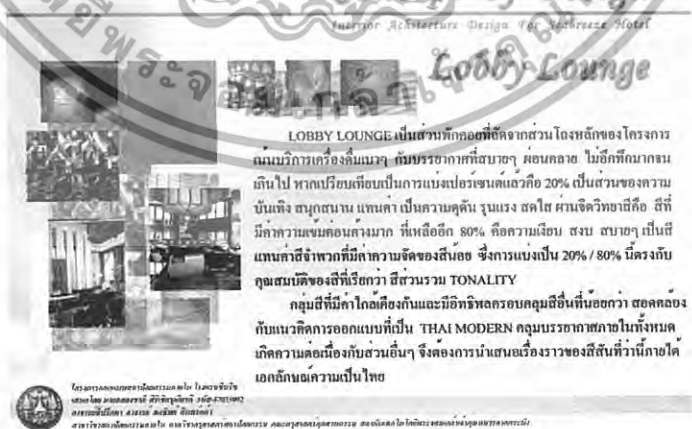 Interior Achitecture Design For Seabreeze Hotel
Lobby Lounge
LOBBY LOUNGE เป็นส่วนพักคอยที่ถัดจากส่วนโถงหลักของโครงการ
เน้นบริการเครื่องดื่มเบาๆ กับบรรยากาศที่สบายๆ ผ่อนคลาย ไม่อึกทึกมากจน
เกินไป หากเปรียบเทียบเป็นการแบ่งเปอร์เซนต์แล้วคือ 20% เป็นส่วนของความ
บันเทิง สนุกสนาน แทนค่า เป็นความดุดัน รุนแรง สดใส ผ่านจิตวิทยาสีคือ สีที่
มีค่าความเข้มค่อนค้างมาก ที่เหลืออีก 80% คือความเงียบ สงบ สบายๆ เป็นสี
แทนค่าสีจำพวกที่มีค่าความจัดของสีน้อย ซึ่งการแบ่งเป็น 20% / 80% นี้ตรงกับ
คุณสมบัติของสีที่เรียกว่า สีส่วนรวม TONALITY
กลุ่มสีที่มีค่าใกล้เคียงกันและมีอิทธิพลครอบคลุมสีอื่นที่น้อยกว่า สอดคล้อง
กับแนวคิดการออกแบบที่เป็น THAI MODERN คลุมบรรยากาศภายในทั้งหมด
เกิดความต่อเนื่องกับส่วนอื่นๆ จึงต้องการนำเสนอเรื่องราวของสีสันที่ว่านี้ภายใต้
เอกลักษณ์ความเป็นไทย